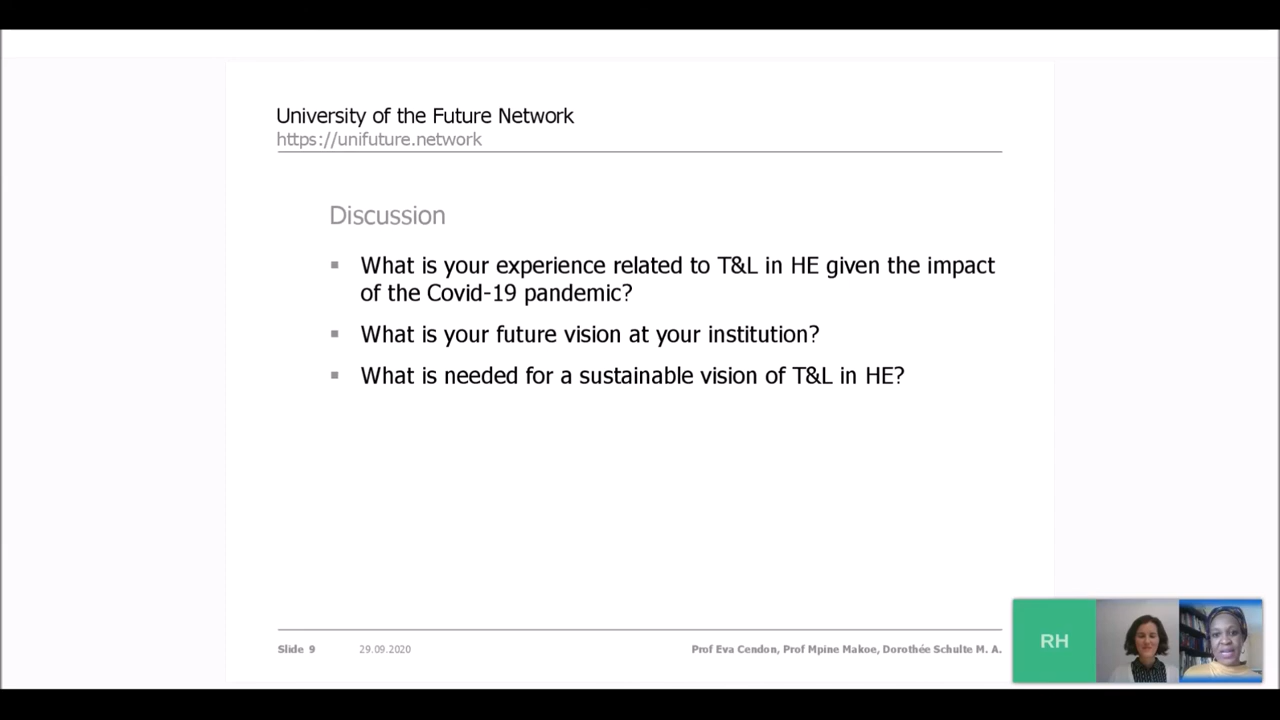 University of the Future Network
https://unifuture.network
Discussion
What is your experience related to T&L in HE given the impact
of the Covid-19 pandemic?
What is your future vision at your institution?
What is needed for a sustainable vision of T&L in HE?
Slide 9
29.09.2020
Prof Eva Cendon, Prof Mpine Makoe, Dorothée Schulte M. A.
RH